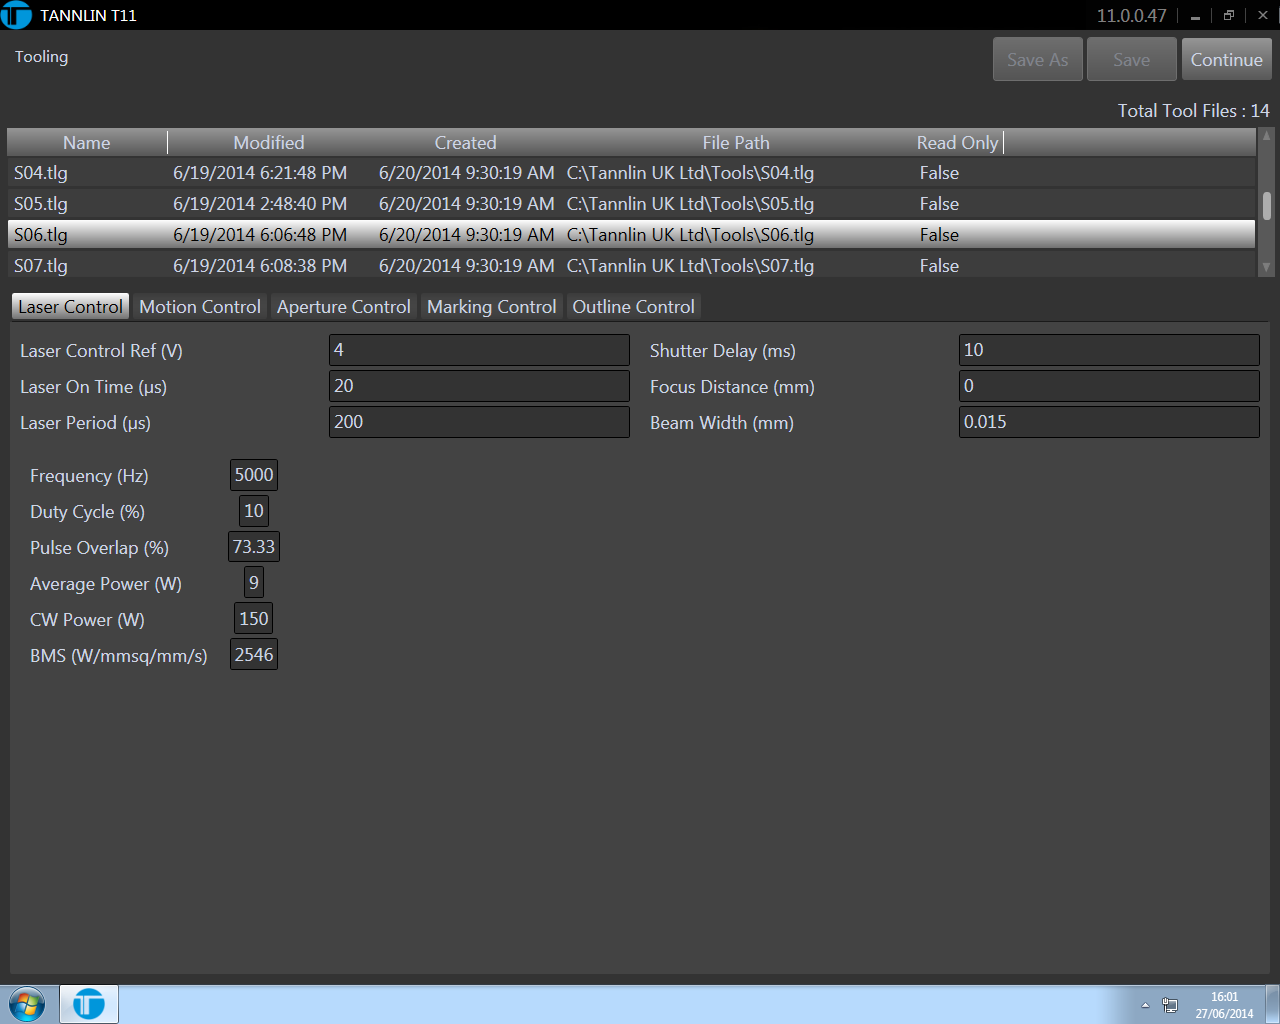 TANNLIN T11 11.0.0.47
Tooling Save As Save Continue
Total Tool Files : 14
Name Modified Created File Path Read Only
S04.tlg 6/19/2014 6:21:48 PM 6/20/2014 9:30:19 AM C:\Tannlin UK Ltd\Tools\S04.tlg False
S05.tlg 6/19/2014 2:48:40 PM 6/20/2014 9:30:19 AM C:\Tannlin UK Ltd\Tools\S05.tlg False
S06.tlg 6/19/2014 6:06:48 PM 6/20/2014 9:30:19 AM C:\Tannlin UK Ltd\Tools\S06.tlg False
S07.tlg 6/19/2014 6:08:38 PM 6/20/2014 9:30:19 AM C:\Tannlin UK Ltd\Tools\S07.tlg False
Laser Control Motion Control Aperture Control Marking Control Outline Control
Laser Control Ref (V) 4 Shutter Delay (ms) 10
Laser On Time (µs) 20 Focus Distance (mm) 0
Laser Period (µs) 200 Beam Width (mm) 0.015
Frequency (Hz) 5000
Duty Cycle (%) 10
Pulse Overlap (%) 73.33
Average Power (W) 9
CW Power (W) 150
BMS (W/mmsq/mm/s) 2546
16:01
27/06/2014